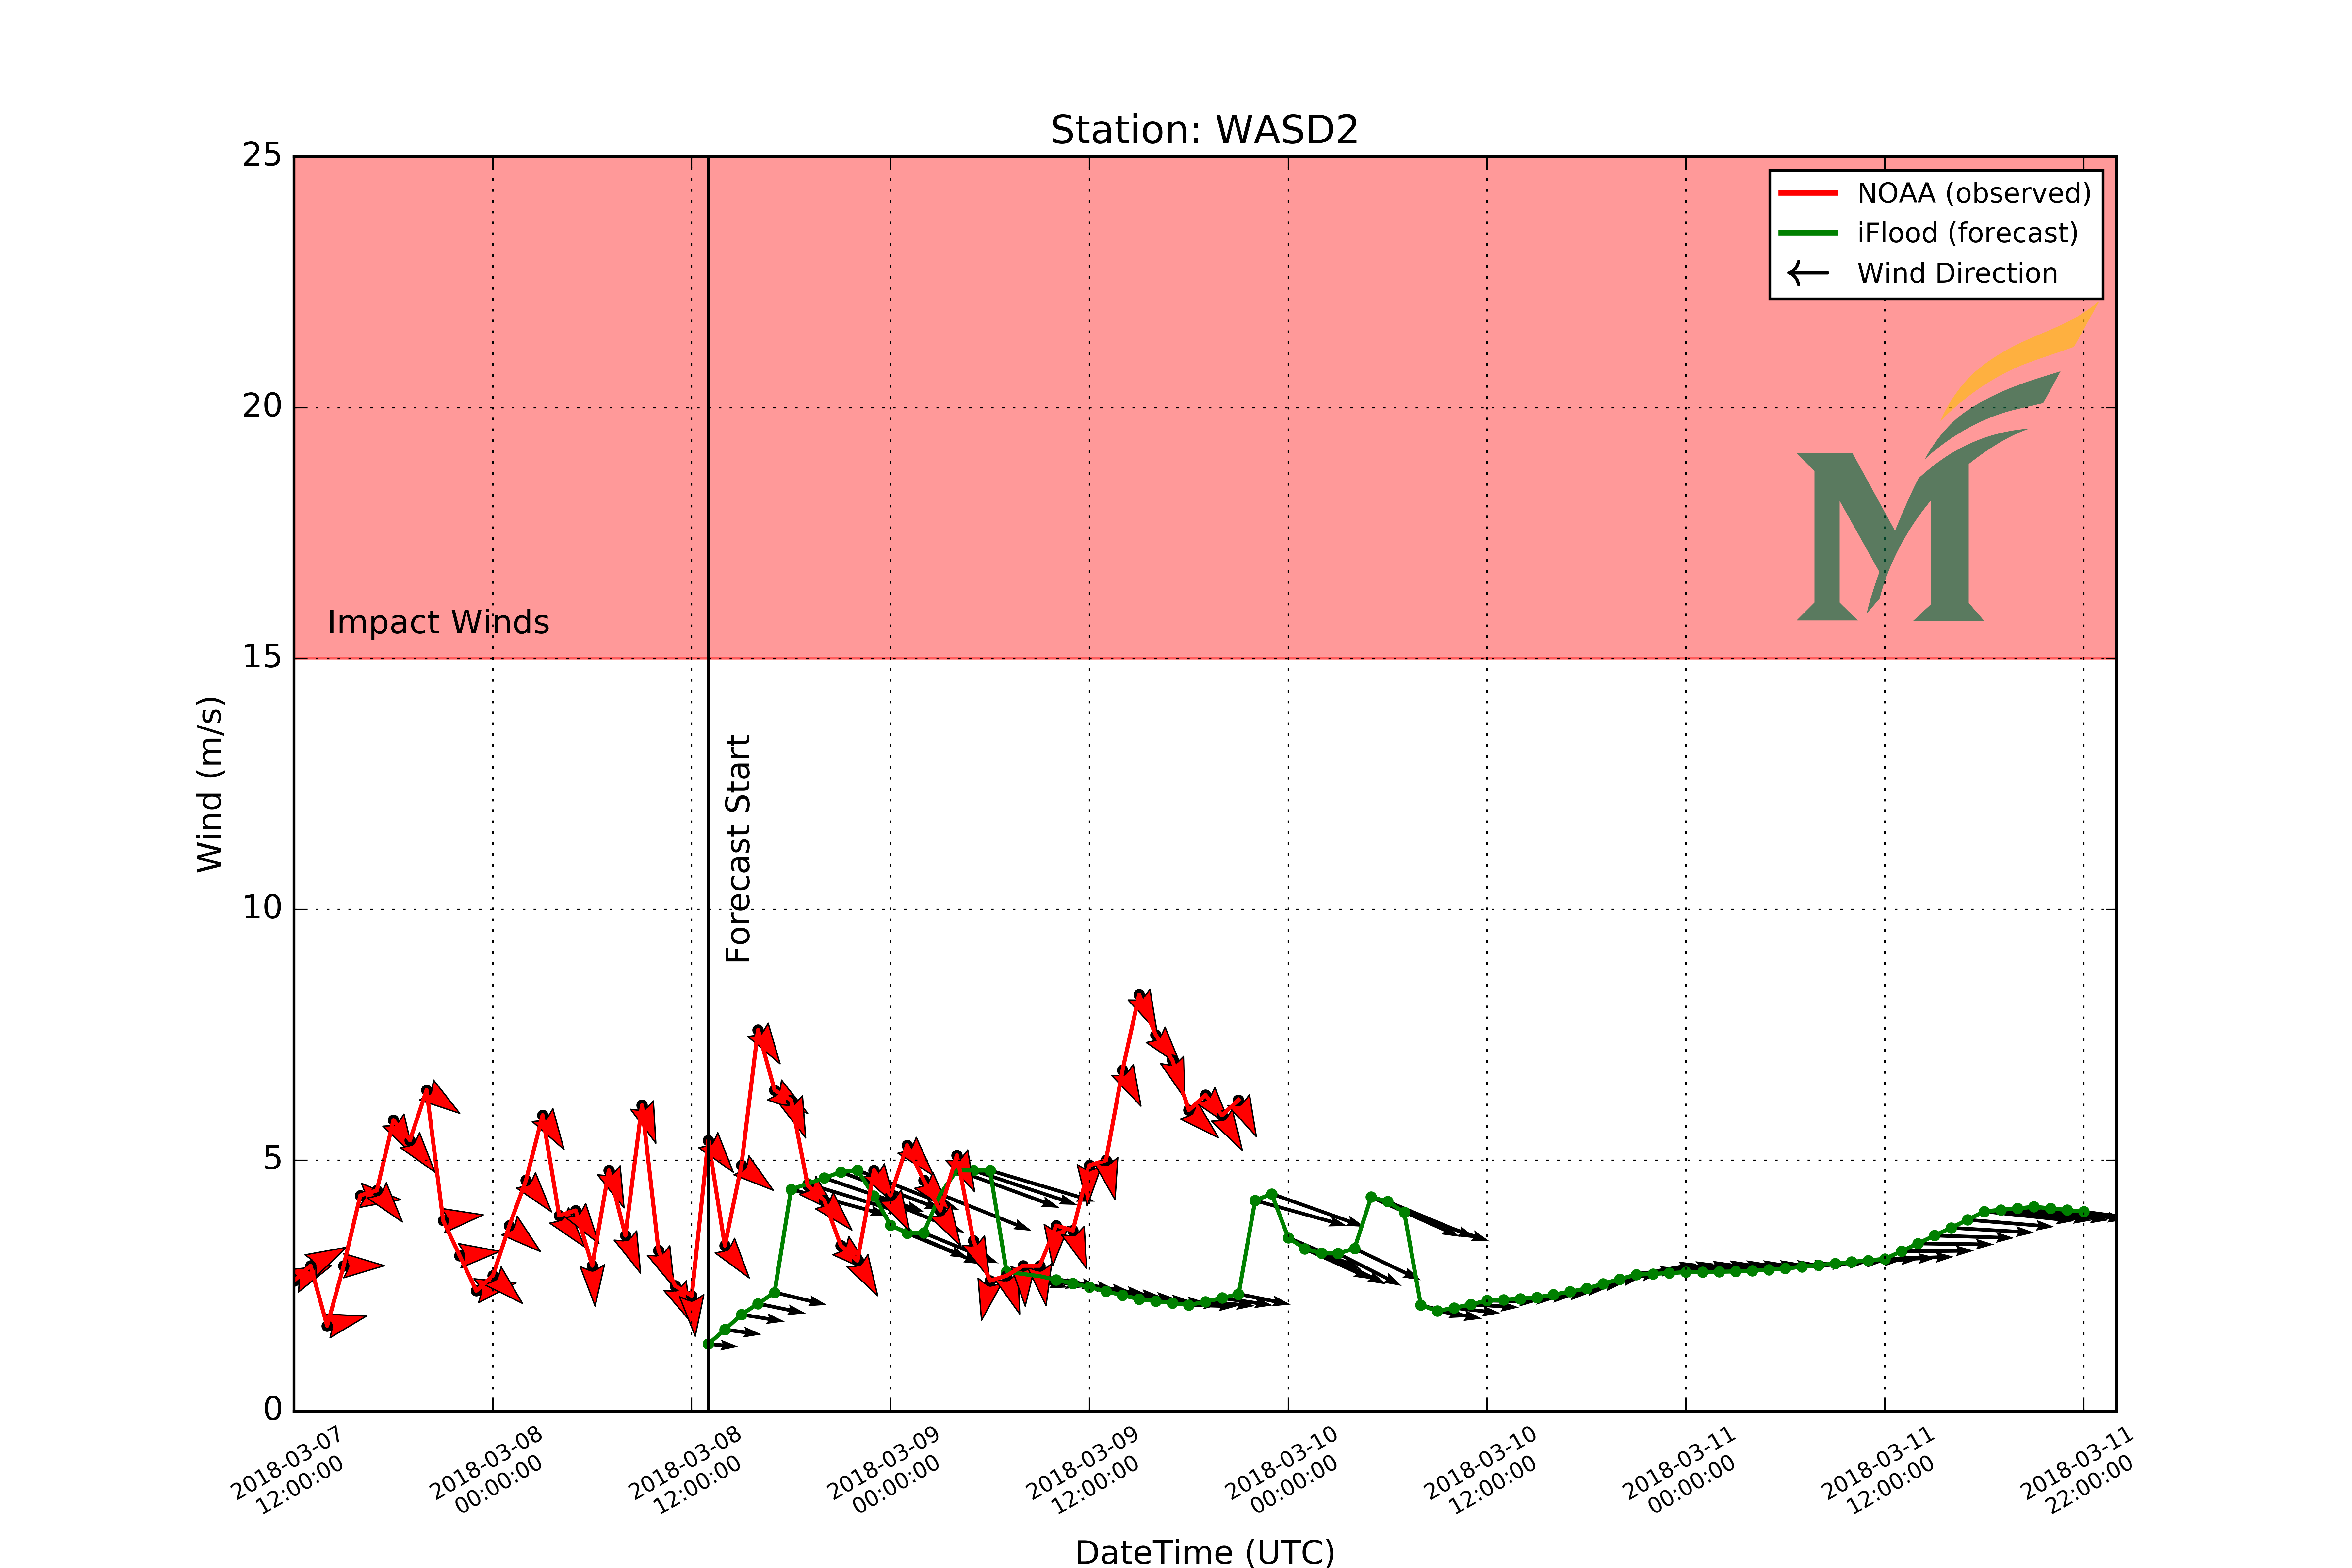 Station: WASD2
25
NOAA (observed)
iFlood (forecast)
Wind Direction
20
M
Impact Winds
15
Wind (m/s)
Forecast Start
10
5
0
2018-03-07
12:00:00
2018-03-08
00:00:00
2018-03-08
12:00:00
2018-03-09
00:00:00
2018-03-09
12:00:00
2018-03-10
00:00:00
2018-03-10
12:00:00
2018-03-11
00:00:00
2018-03-11
12:00:00
2018-03-11
22:00:00
DateTime (UTC)